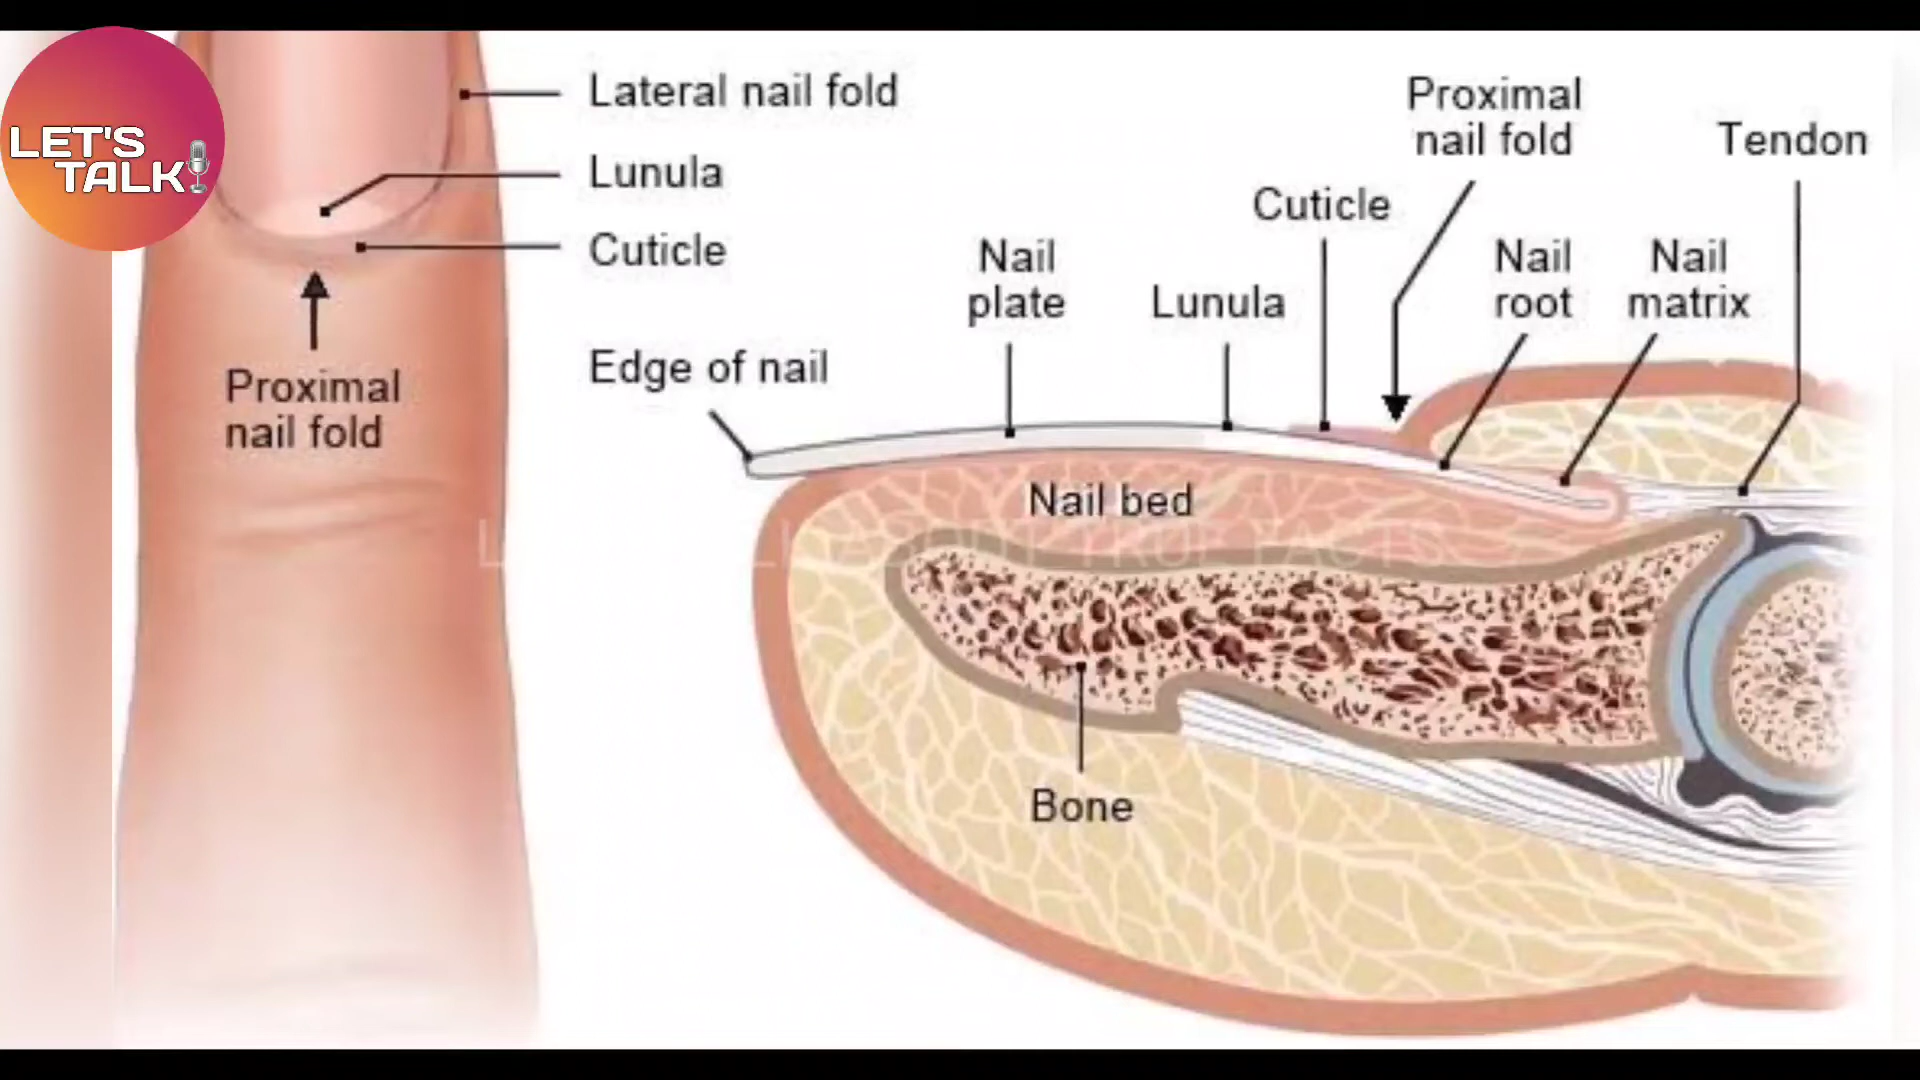 LET'S
TALK
Lateral nail fold
Lunula
Cuticle
Proximal
nail fold
Edge of nail
Nail
plate
Lunula
Cuticle
Proximal
nail fold
Nail
root
Nail
matrix
Tendon
Nail bed
Bone